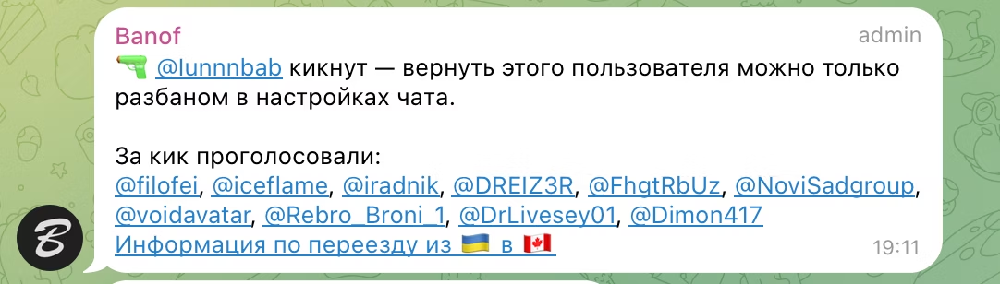 Banof admin
🔫 @lunnnbab кикнут — вернуть этого пользователя можно только
разбаном в настройках чата.
За кик проголосовали:
@filofei, @iceflame, @iradnik, @DREIZ3R, @FhgtRbUz, @NoviSadgroup,
@voidavatar, @Rebro_Broni_1, @DrLivesey01, @Dimon417
Информация по переезду из 🇺🇦 в 🇨🇦
19:11
B